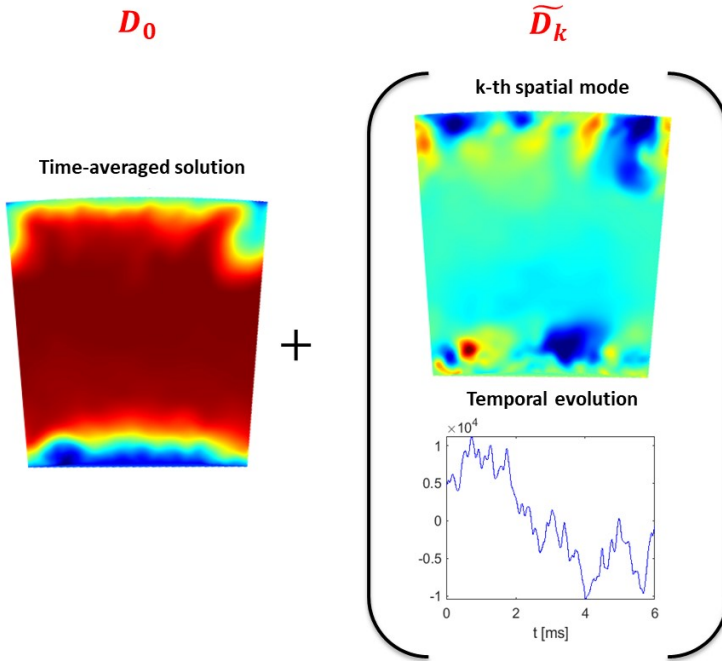 D₀
D̃ₖ
k-th spatial mode
Time-averaged solution
+
Temporal evolution
×10⁴
1
0.5
0
-0.5
-1
0 2 4 6
t [ms]